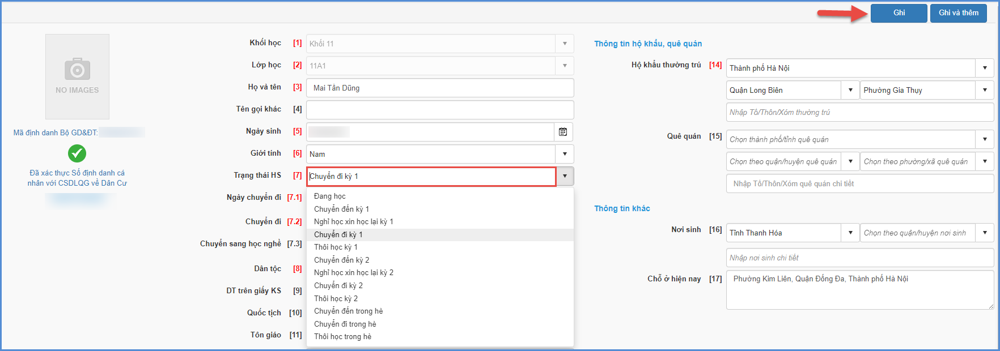 Ghi
Ghi và thêm
NO IMAGES
Mã định danh Bộ GD&ĐT:
Đã xác thực Số định danh cá
nhân với CSDLQG về Dân Cư
Khối học [1] Khối 11
Lớp học [2] 11A1
Họ và tên [3] Mai Tấn Dũng
Tên gọi khác [4]
Ngày sinh [5]
Giới tính [6] Nam
Trạng thái HS [7] Chuyển đi kỳ 1
Ngày chuyển đi [7.1]
Chuyển đi [7.2]
Chuyển sang học nghề [7.3]
Dân tộc [8]
DT trên giấy KS [9]
Quốc tịch [10]
Tôn giáo [11]
Đang học
Chuyển đến kỳ 1
Nghỉ học xin học lại kỳ 1
Chuyển đi kỳ 1
Thôi học kỳ 1
Chuyển đến kỳ 2
Nghỉ học xin học lại kỳ 2
Chuyển đi kỳ 2
Thôi học kỳ 2
Chuyển đến trong hè
Chuyển đi trong hè
Thôi học trong hè
Thông tin hộ khẩu, quê quán
Hộ khẩu thường trú [14] Thành phố Hà Nội
Quận Long Biên Phường Gia Thụy
Nhập Tổ/Thôn/Xóm thường trú
Quê quán [15] Chọn thành phố/tỉnh quê quán
Chọn theo quận/huyện quê quán Chọn theo phường/xã quê quán
Nhập Tổ/Thôn/Xóm quê quán chi tiết
Thông tin khác
Nơi sinh [16] Tỉnh Thanh Hóa Chọn theo quận/huyện nơi sinh
Nhập nơi sinh chi tiết
Chỗ ở hiện nay [17] Phường Kim Liên, Quận Đống Đa, Thành phố Hà Nội